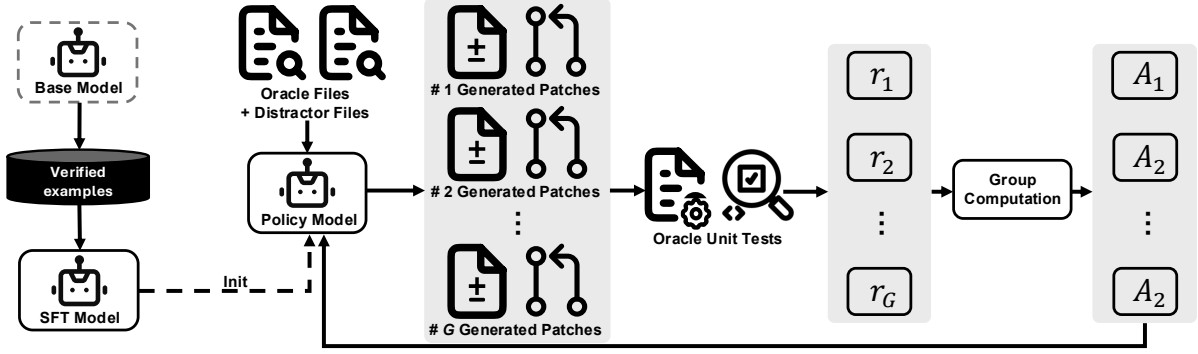 Base Model
Verified
examples
SFT Model
Init
Oracle Files
+ Distractor Files
Policy Model
# 1 Generated Patches
# 2 Generated Patches
⋮
# G Generated Patches
Oracle Unit Tests
r₁
r₂
⋮
r_G
Group
Computation
A₁
A₂
⋮
A₂